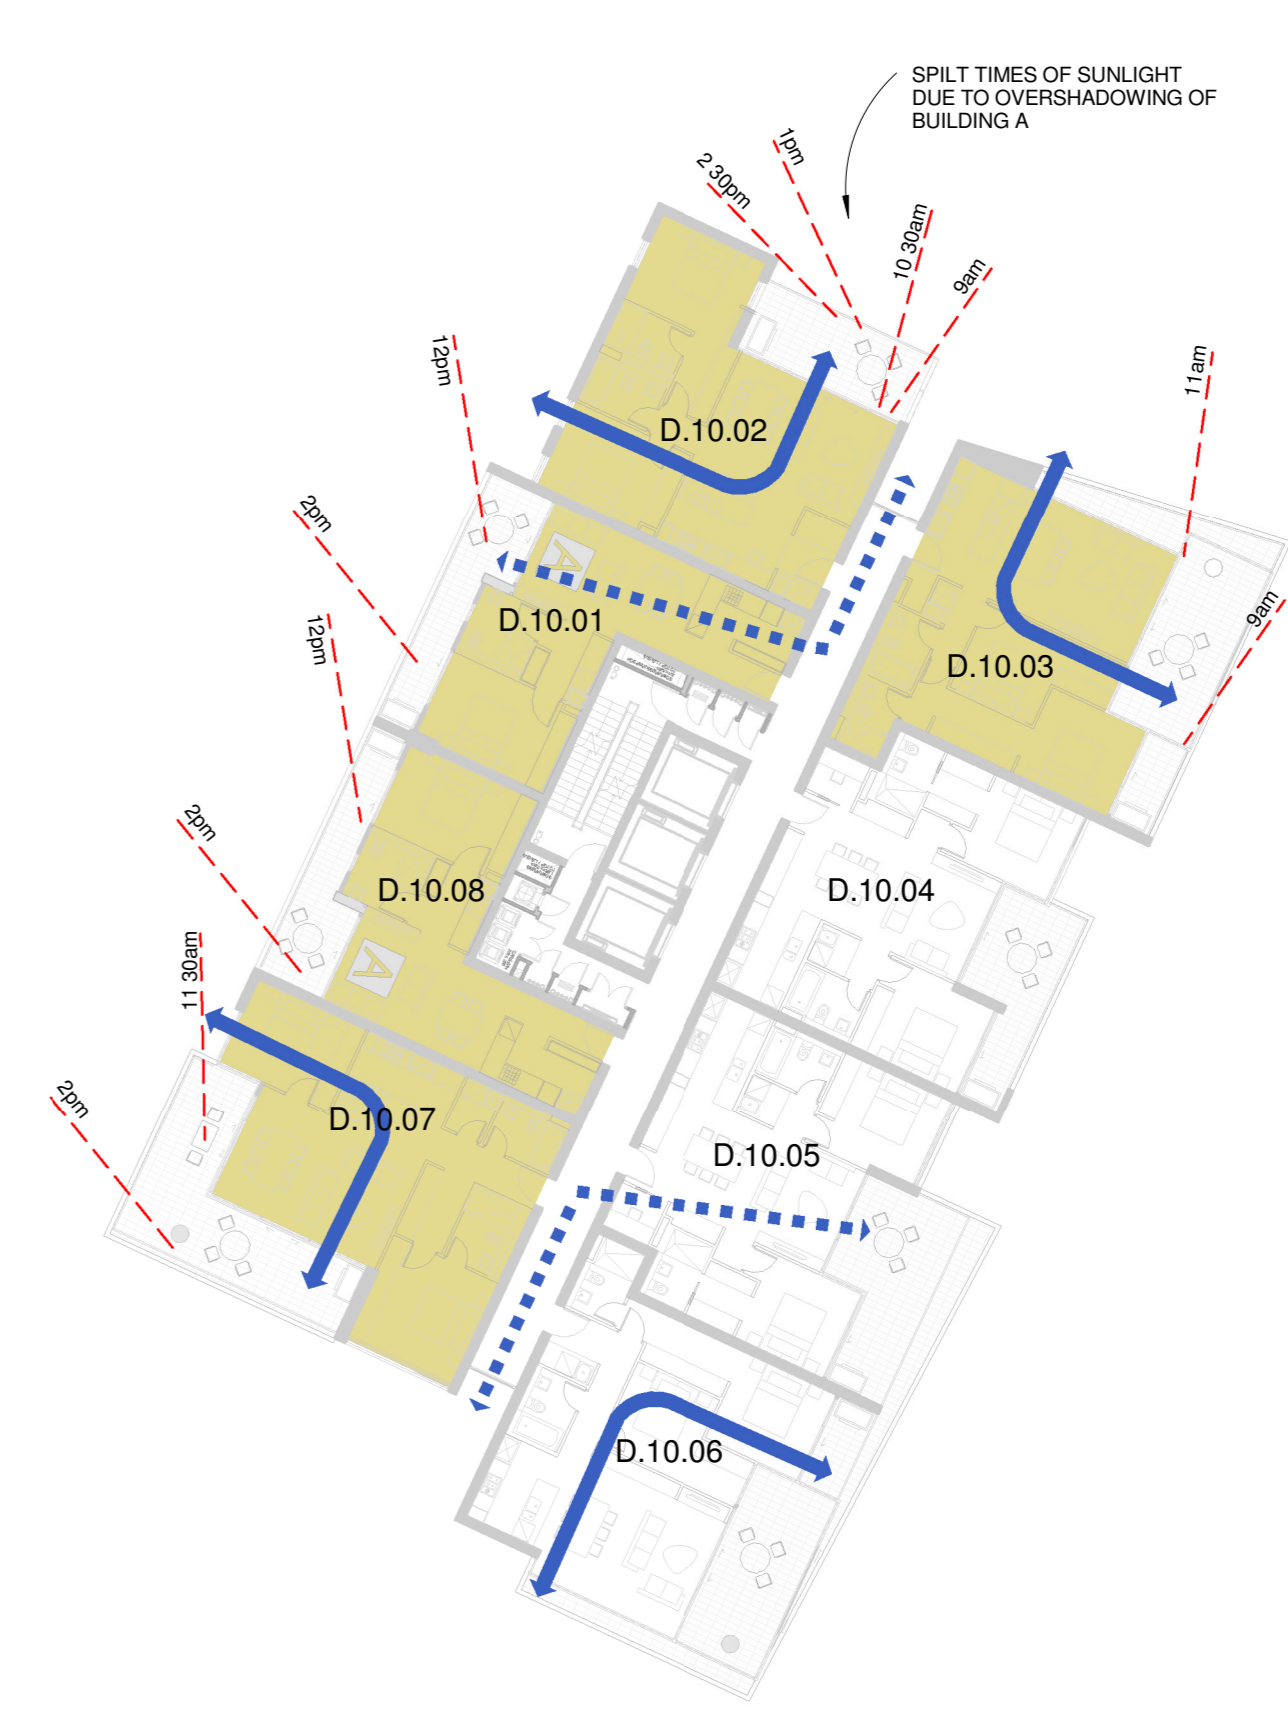 SPILT TIMES OF SUNLIGHT
DUE TO OVERSHADOWING OF
BUILDING A
1pm
2 30pm
10 30am
9am
12pm
11am
D.10.02
2pm
9am
D.10.01
12pm
D.10.03
2pm
D.10.08
D.10.04
A
A
11 30am
2pm
D.10.07
D.10.05
D.10.06